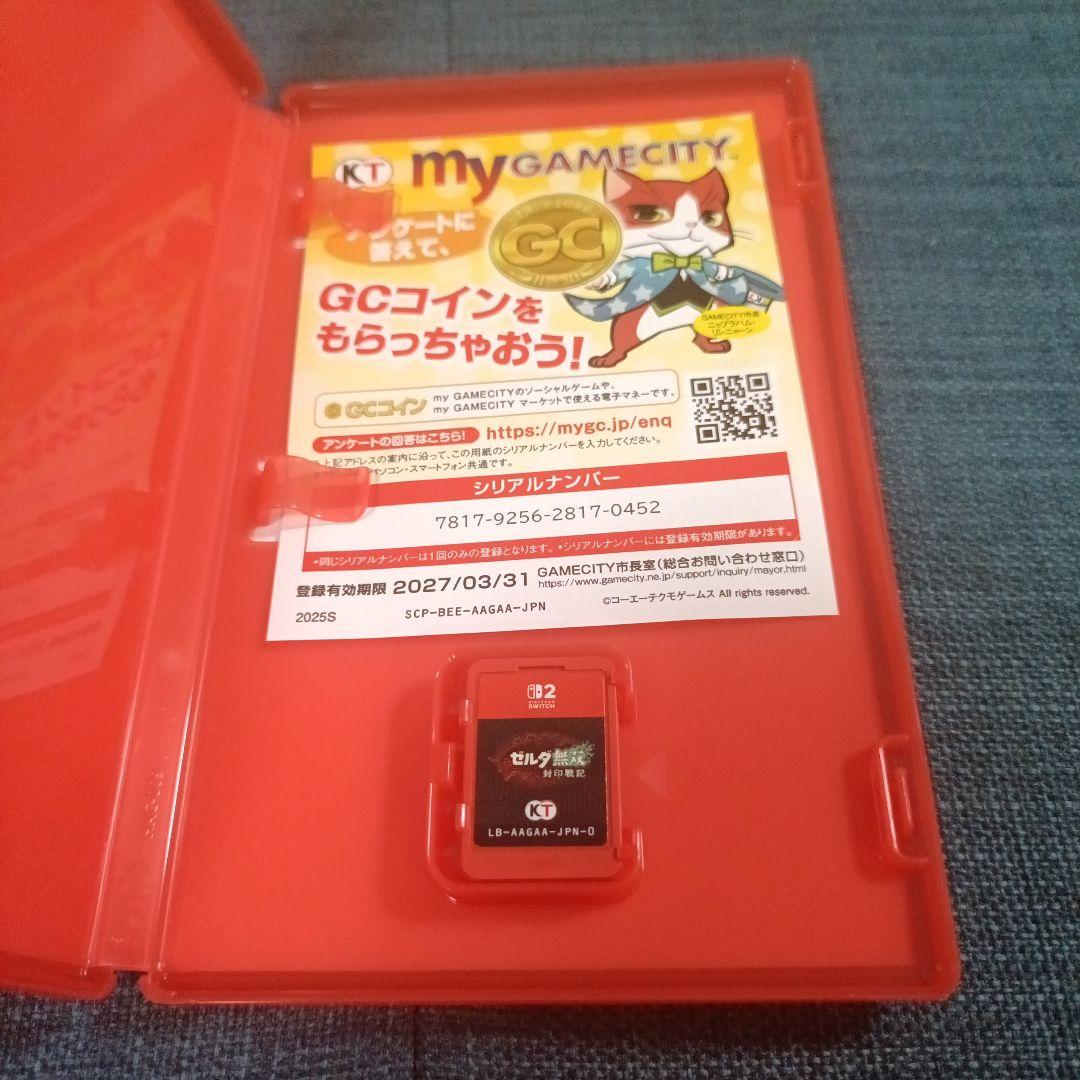 KT my GAMECITY™
アンケートに
答えて、
GC
GCコインを
もらっちゃおう!
GAMECITY市長
ニャブラハム・
リンニャーン
GCコイン
my GAMECITYのソーシャルゲームや、
my GAMECITY マーケットで使える電子マネーです。
アンケートの回答はこちら! https://mygc.jp/enq
上記アドレスの案内に沿って、この用紙のシリアルナンバーを入力してください。
パソコン・スマートフォン共通です。
シリアルナンバー
7817-9256-2817-0452
•同じシリアルナンバーは1回のみの登録となります。 •シリアルナンバーには登録有効期限があります。
登録有効期限 2027/03/31 GAMECITY市長室(総合お問い合わせ窓口)
https://www.gamecity.ne.jp/support/inquiry/mayor.html
2025S SCP-BEE-AAGAA-JPN ©コーエーテクモゲームス All rights reserved.
2
NINTENDO
SWITCH
ゼルダ無双
封印戦記
KT
LB-AAGAA-JPN-0